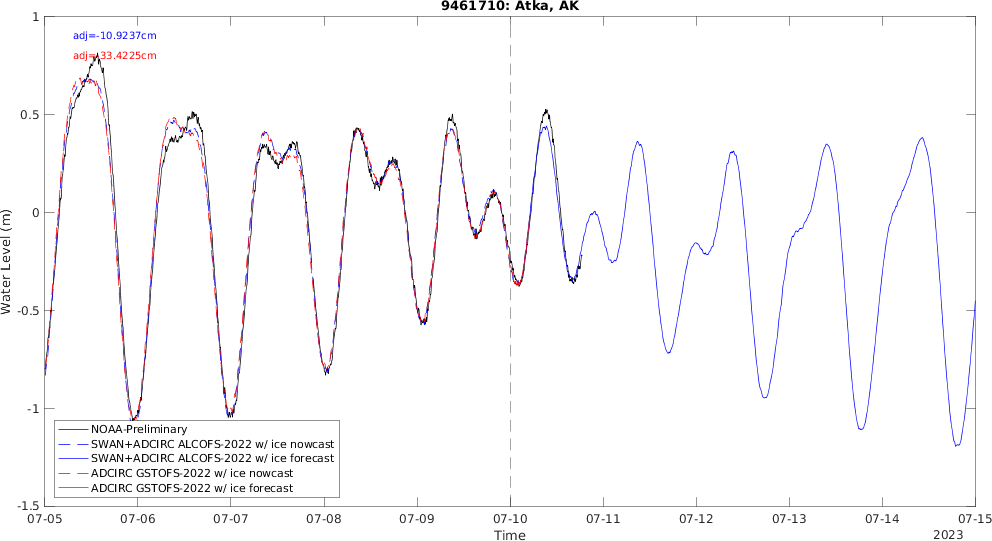 9461710: Atka, AK
adj=-10.9237cm
adj=-33.4225cm
Water Level (m)
1
0.5
0
-0.5
-1
-1.5
NOAA-Preliminary
SWAN+ADCIRC ALCOFS-2022 w/ ice nowcast
SWAN+ADCIRC ALCOFS-2022 w/ ice forecast
ADCIRC GSTOFS-2022 w/ ice nowcast
ADCIRC GSTOFS-2022 w/ ice forecast
07-05 07-06 07-07 07-08 07-09 07-10 07-11 07-12 07-13 07-14 07-15
Time
2023